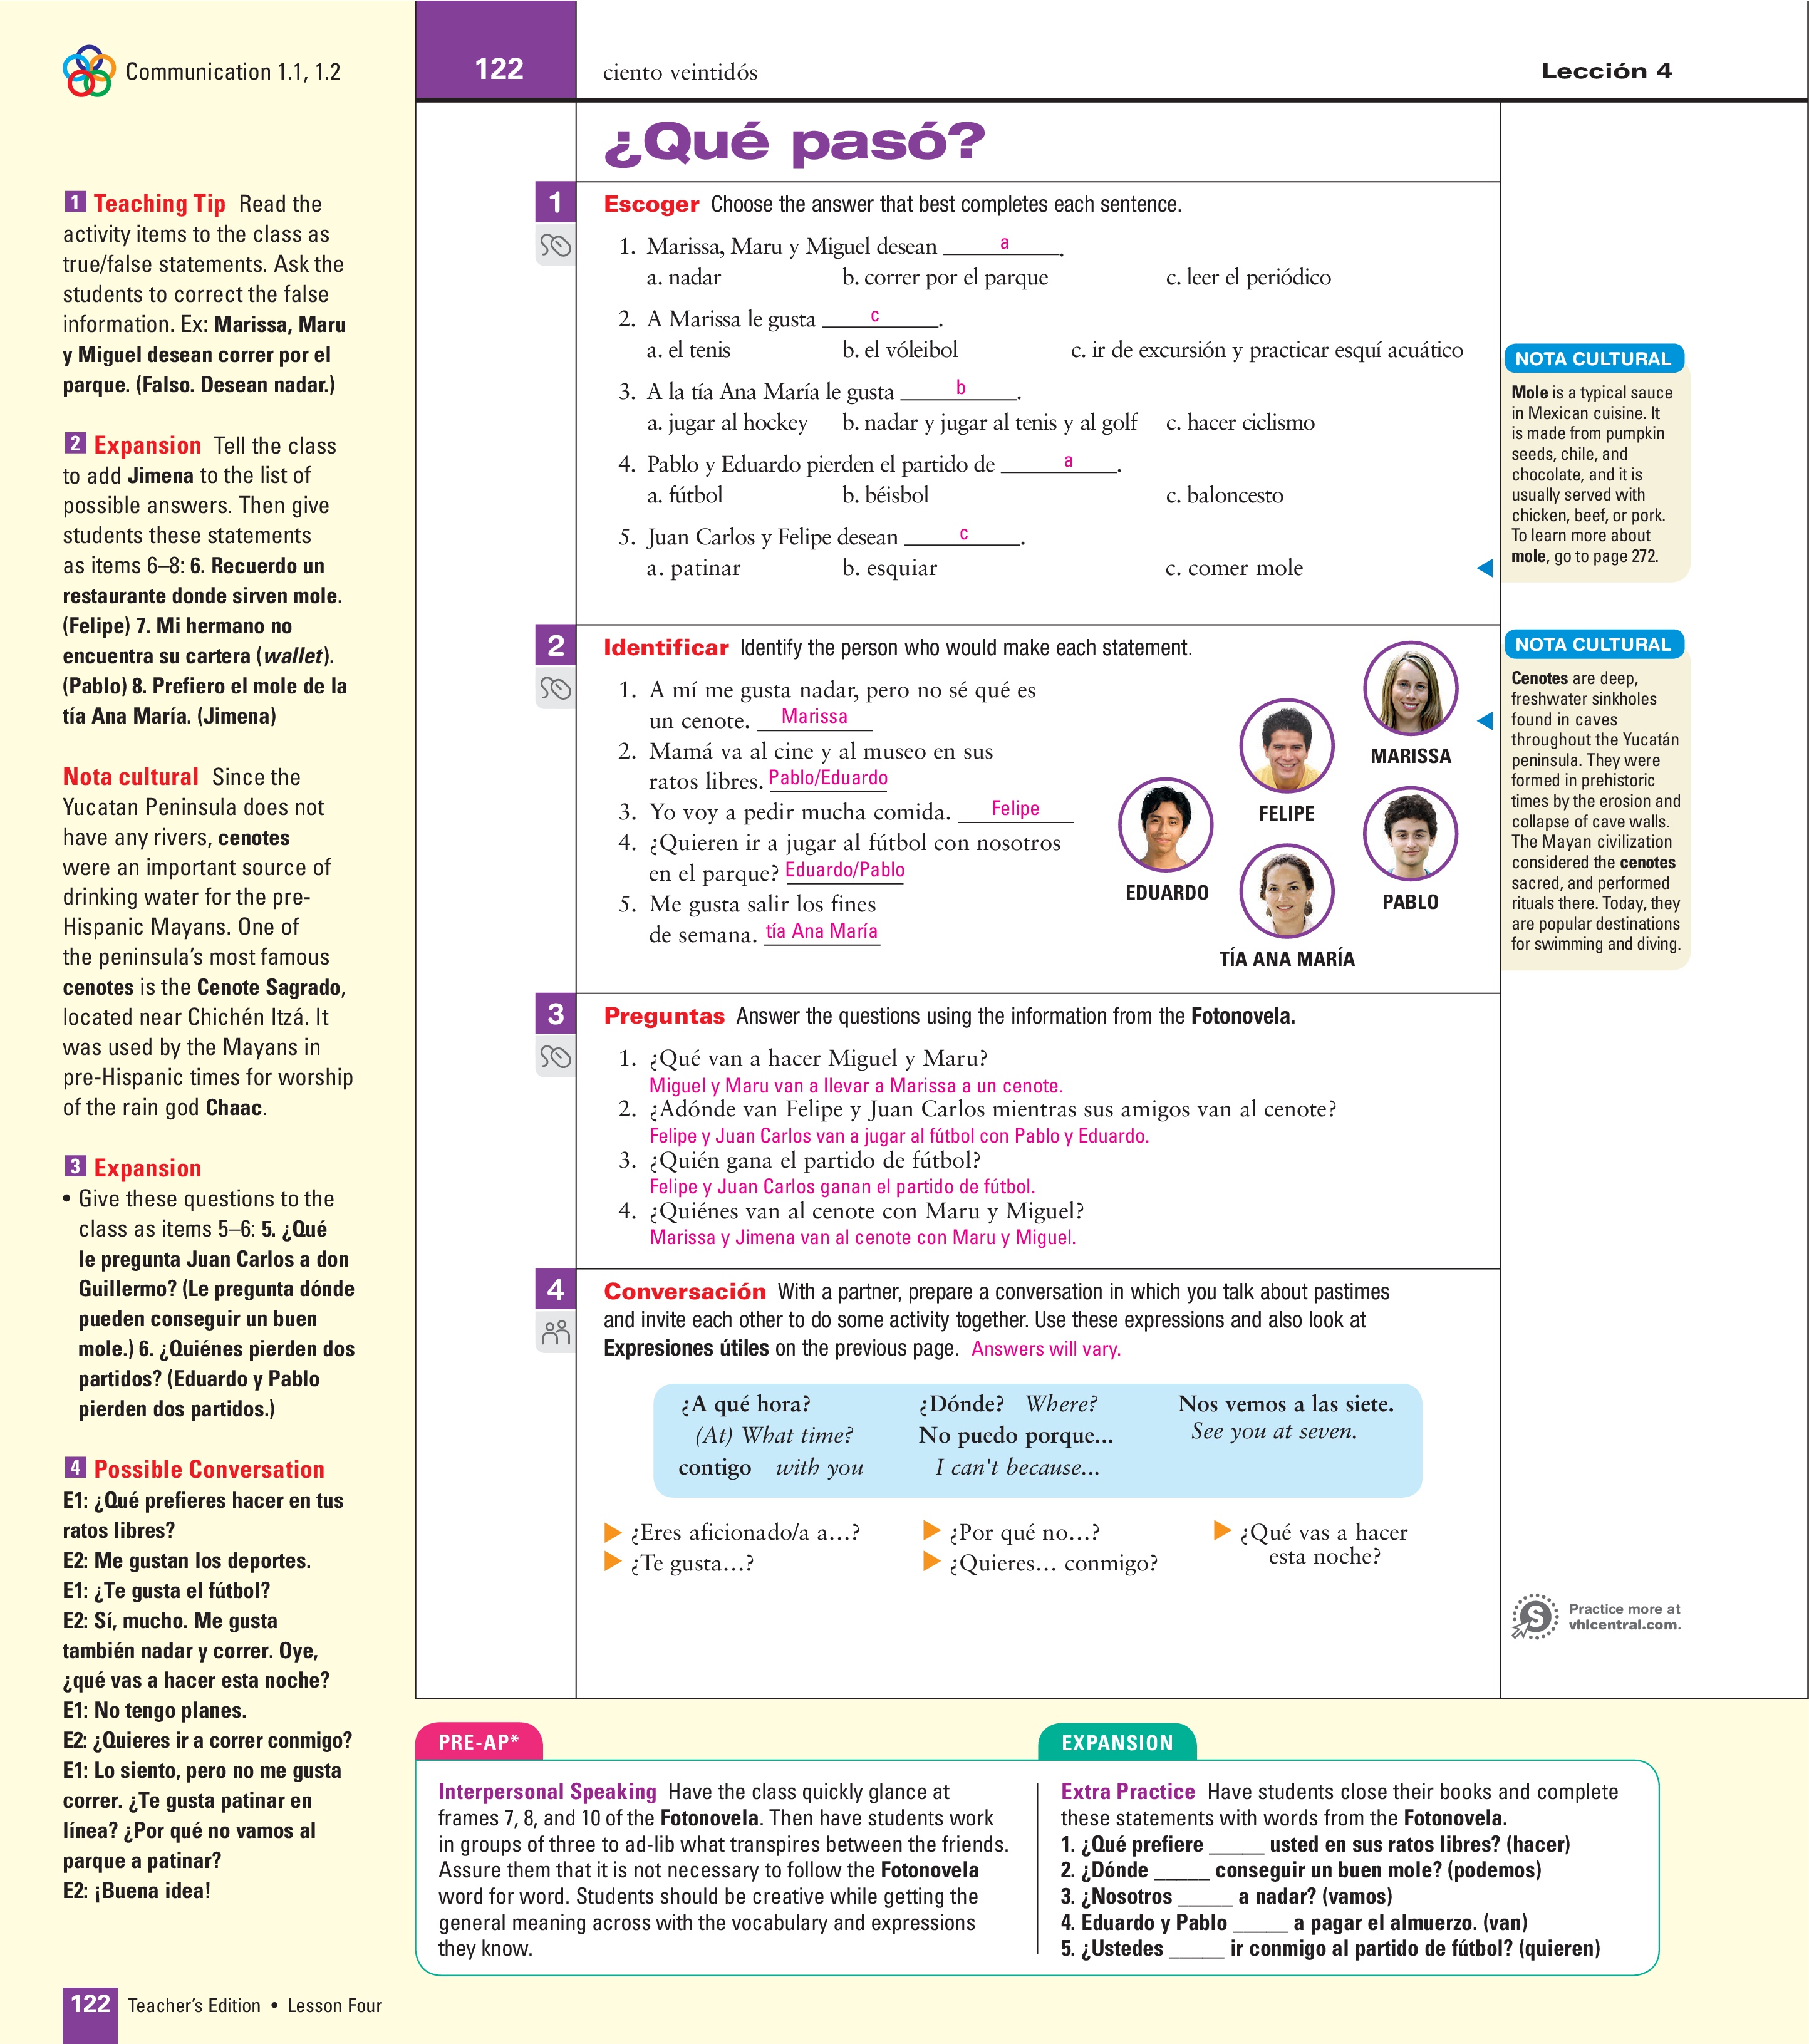 Communication 1.1, 1.2
122
ciento veintidós
Lección 4
1 Teaching Tip Read the
activity items to the class as
true/false statements. Ask the
students to correct the false
information. Ex: Marissa, Maru
y Miguel desean correr por el
parque. (Falso. Desean nadar.)
2 Expansion Tell the class
to add Jimena to the list of
possible answers. Then give
students these statements
as items 6–8: 6. Recuerdo un
restaurante donde sirven mole.
(Felipe) 7. Mi hermano no
encuentra su cartera (wallet).
(Pablo) 8. Prefiero el mole de la
tía Ana María. (Jimena)
Nota cultural Since the
Yucatan Peninsula does not
have any rivers, cenotes
were an important source of
drinking water for the pre-
Hispanic Mayans. One of
the peninsula's most famous
cenotes is the Cenote Sagrado,
located near Chichén Itzá. It
was used by the Mayans in
pre-Hispanic times for worship
of the rain god Chaac.
3 Expansion
• Give these questions to the
class as items 5–6: 5. ¿Qué
le pregunta Juan Carlos a don
Guillermo? (Le pregunta dónde
pueden conseguir un buen
mole.) 6. ¿Quiénes pierden dos
partidos? (Eduardo y Pablo
pierden dos partidos.)
4 Possible Conversation
E1: ¿Qué prefieres hacer en tus
ratos libres?
E2: Me gustan los deportes.
E1: ¿Te gusta el fútbol?
E2: Sí, mucho. Me gusta
también nadar y correr. Oye,
¿qué vas a hacer esta noche?
E1: No tengo planes.
E2: ¿Quieres ir a correr conmigo?
E1: Lo siento, pero no me gusta
correr. ¿Te gusta patinar en
línea? ¿Por qué no vamos al
parque a patinar?
E2: ¡Buena idea!
¿Qué pasó?
1 Escoger Choose the answer that best completes each sentence.
1. Marissa, Maru y Miguel desean a.
a. nadar b. correr por el parque c. leer el periódico
2. A Marissa le gusta c.
a. el tenis b. el vóleibol c. ir de excursión y practicar esquí acuático
3. A la tía Ana María le gusta b.
a. jugar al hockey b. nadar y jugar al tenis y al golf c. hacer ciclismo
4. Pablo y Eduardo pierden el partido de a.
a. fútbol b. béisbol c. baloncesto
5. Juan Carlos y Felipe desean c.
a. patinar b. esquiar c. comer mole
NOTA CULTURAL
Mole is a typical sauce
in Mexican cuisine. It
is made from pumpkin
seeds, chile, and
chocolate, and it is
usually served with
chicken, beef, or pork.
To learn more about
mole, go to page 272.
2 Identificar Identify the person who would make each statement.
1. A mí me gusta nadar, pero no sé qué es
un cenote. Marissa
2. Mamá va al cine y al museo en sus
ratos libres. Pablo/Eduardo
3. Yo voy a pedir mucha comida. Felipe
4. ¿Quieren ir a jugar al fútbol con nosotros
en el parque? Eduardo/Pablo
5. Me gusta salir los fines
de semana. tía Ana María
MARISSA
FELIPE
EDUARDO
PABLO
TÍA ANA MARÍA
NOTA CULTURAL
Cenotes are deep,
freshwater sinkholes
found in caves
throughout the Yucatán
peninsula. They were
formed in prehistoric
times by the erosion and
collapse of cave walls.
The Mayan civilization
considered the cenotes
sacred, and performed
rituals there. Today, they
are popular destinations
for swimming and diving.
3 Preguntas Answer the questions using the information from the Fotonovela.
1. ¿Qué van a hacer Miguel y Maru?
Miguel y Maru van a llevar a Marissa a un cenote.
2. ¿Adónde van Felipe y Juan Carlos mientras sus amigos van al cenote?
Felipe y Juan Carlos van a jugar al fútbol con Pablo y Eduardo.
3. ¿Quién gana el partido de fútbol?
Felipe y Juan Carlos ganan el partido de fútbol.
4. ¿Quiénes van al cenote con Maru y Miguel?
Marissa y Jimena van al cenote con Maru y Miguel.
4 Conversación With a partner, prepare a conversation in which you talk about pastimes
and invite each other to do some activity together. Use these expressions and also look at
Expresiones útiles on the previous page. Answers will vary.
¿A qué hora? ¿Dónde? Where? Nos vemos a las siete.
(At) What time? No puedo porque... See you at seven.
contigo with you I can't because...
¿Eres aficionado/a a...? ¿Por qué no...? ¿Qué vas a hacer
¿Te gusta...? ¿Quieres... conmigo? esta noche?
S Practice more at
vhlcentral.com.
PRE-AP*
Interpersonal Speaking Have the class quickly glance at
frames 7, 8, and 10 of the Fotonovela. Then have students work
in groups of three to ad-lib what transpires between the friends.
Assure them that it is not necessary to follow the Fotonovela
word for word. Students should be creative while getting the
general meaning across with the vocabulary and expressions
they know.
EXPANSION
Extra Practice Have students close their books and complete
these statements with words from the Fotonovela.
1. ¿Qué prefiere _____ usted en sus ratos libres? (hacer)
2. ¿Dónde _____ conseguir un buen mole? (podemos)
3. ¿Nosotros _____ a nadar? (vamos)
4. Eduardo y Pablo _____ a pagar el almuerzo. (van)
5. ¿Ustedes _____ ir conmigo al partido de fútbol? (quieren)
122 Teacher's Edition • Lesson Four